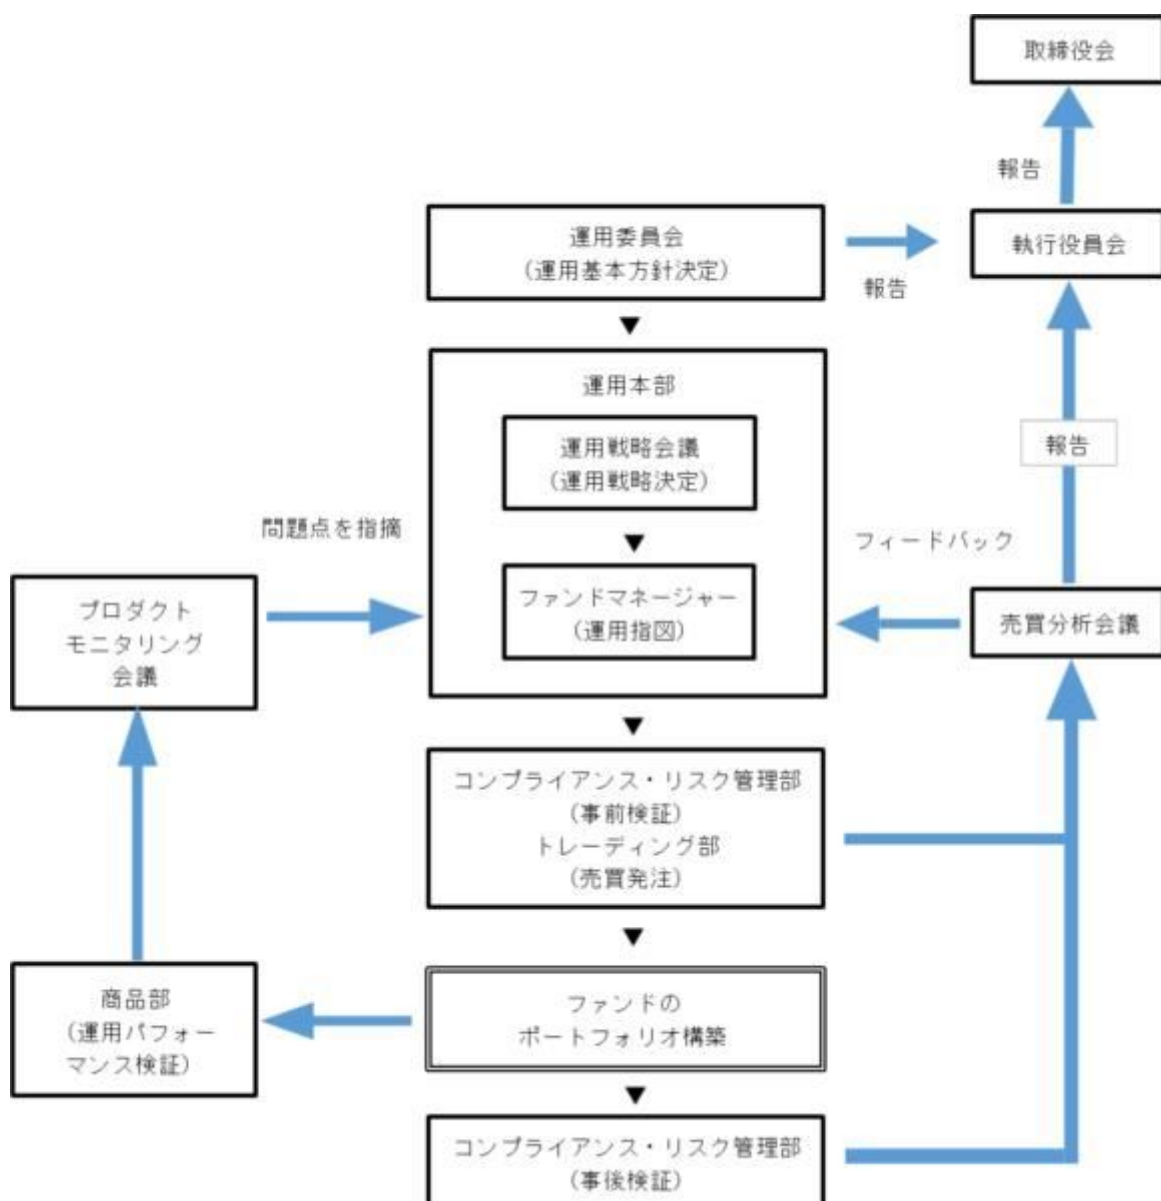 取締役会
報告
運用委員会
(運用基本方針決定)
執行役員会
報告
運用本部
運用戦略会議
(運用戦略決定)
報告
問題点を指摘
フィードバック
ファンドマネージャー
(運用指図)
プロダクト
モニタリング
会議
売買分析会議
コンプライアンス・リスク管理部
(事前検証)
トレーディング部
(売買発注)
商品部
(運用パフォー
マンス検証)
ファンドの
ポートフォリオ構築
コンプライアンス・リスク管理部
(事後検証)